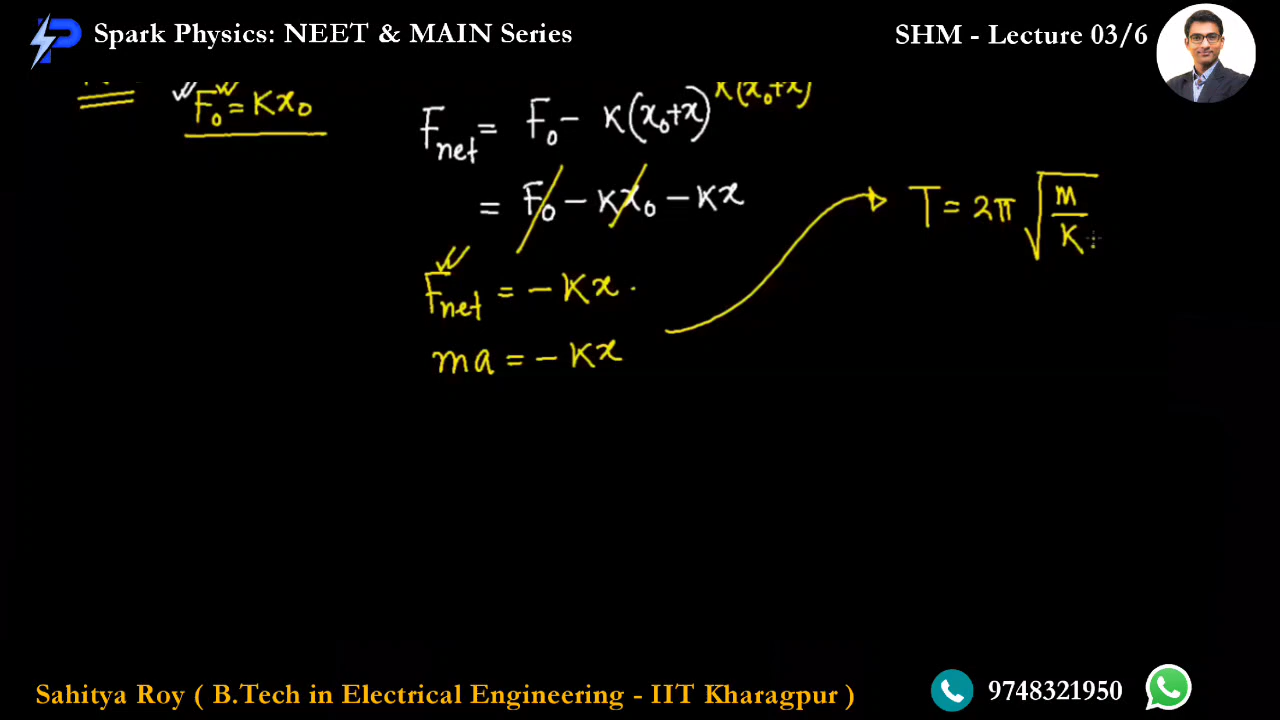 Spark Physics: NEET & MAIN Series
SHM - Lecture 03/6
F₀ = Kx₀
K(x₀+x)
Fnet = F₀ - K(x₀+x)
= F₀ - Kx₀ - Kx
T = 2π √(m/K)
Fnet = - Kx .
ma = - Kx
Sahitya Roy ( B.Tech in Electrical Engineering - IIT Kharagpur )
9748321950